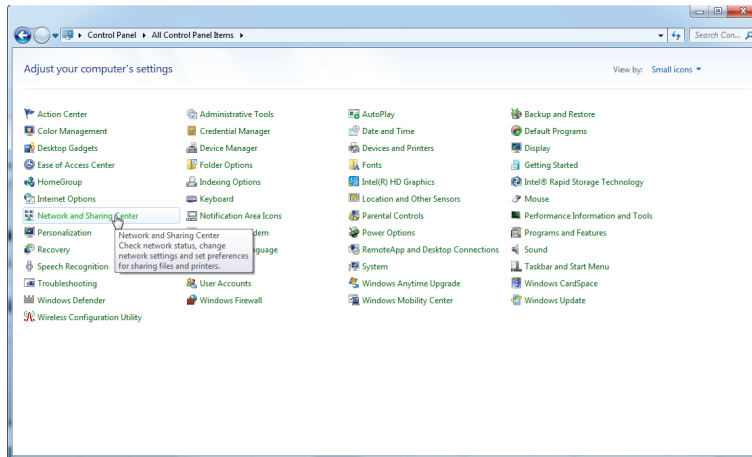 Control Panel
All Control Panel Items
Search Con...
Adjust your computer's settings
View by: Small icons
Action Center
Administrative Tools
AutoPlay
Backup and Restore
Color Management
Credential Manager
Date and Time
Default Programs
Desktop Gadgets
Device Manager
Devices and Printers
Display
Ease of Access Center
Folder Options
Fonts
Getting Started
HomeGroup
Indexing Options
Intel(R) HD Graphics
Intel® Rapid Storage Technology
Internet Options
Keyboard
Location and Other Sensors
Mouse
Network and Sharing Center
Notification Area Icons
Parental Controls
Performance Information and Tools
Personalization
Network and Sharing Center
Check network status, change
network settings and set preferences
for sharing files and printers.
Power Options
Programs and Features
Recovery
RemoteApp and Desktop Connections
Sound
Speech Recognition
System
Taskbar and Start Menu
Troubleshooting
User Accounts
Windows Anytime Upgrade
Windows CardSpace
Windows Defender
Windows Firewall
Windows Mobility Center
Windows Update
Wireless Configuration Utility